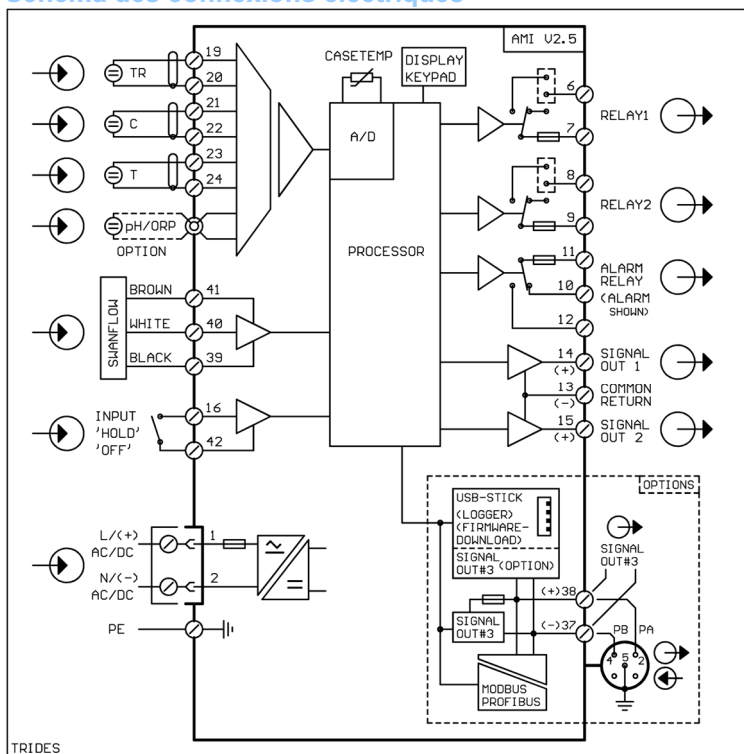 Schéma des connexions électriques
AMI V2.5
19
TR
20
21
C
22
23
T
24
pH/ORP
OPTION
CASETEMP
DISPLAY
KEYPAD
A/D
PROCESSOR
6
RELAY1
7
8
RELAY2
9
11
ALARM
RELAY
10
(ALARM
SHOWN)
12
14
(+)
SIGNAL
OUT 1
13
(-)
COMMON
RETURN
15
(+)
SIGNAL
OUT 2
SWANFLOW
BROWN
41
WHITE
40
BLACK
39
INPUT
'HOLD'
'OFF'
16
42
L/(+)
AC/DC
1
N/(-)
AC/DC
2
PE
OPTIONS
USB-STICK
(LOGGER)
(FIRMWARE-
DOWNLOAD)
SIGNAL
OUT#3 (OPTION)
SIGNAL
OUT#3
(+)38
(-)37
SIGNAL
OUT#3
PB PA
4 5 2
MODBUS
PROFIBUS
TRIDES